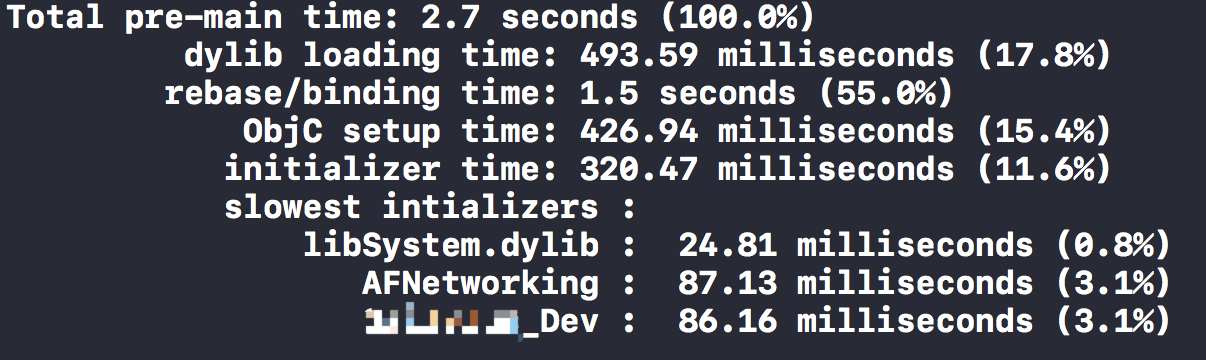 Total pre-main time: 2.7 seconds (100.0%)
dylib loading time: 493.59 milliseconds (17.8%)
rebase/binding time: 1.5 seconds (55.0%)
ObjC setup time: 426.94 milliseconds (15.4%)
initializer time: 320.47 milliseconds (11.6%)
slowest intializers :
libSystem.dylib : 24.81 milliseconds (0.8%)
AFNetworking : 87.13 milliseconds (3.1%)
_Dev : 86.16 milliseconds (3.1%)